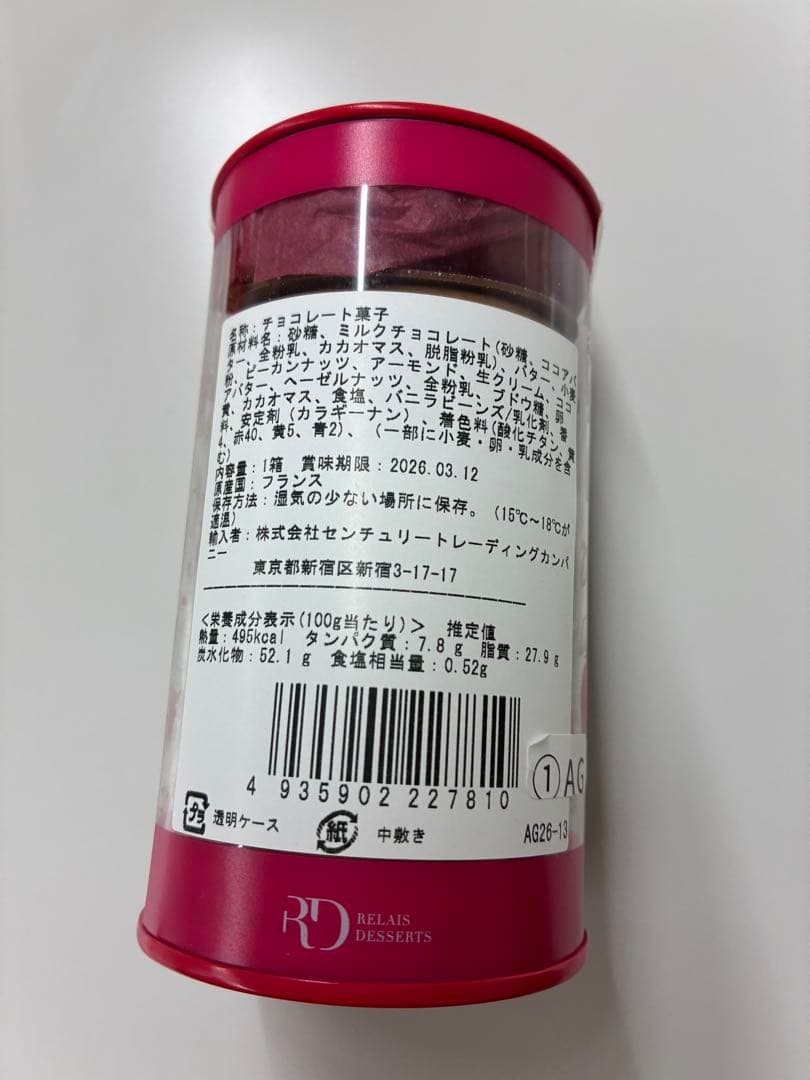 名称：チョコレート菓子
原材料名：砂糖、ミルクチョコレート(砂糖、ココアバ
ター、全粉乳、カカオマス、脱脂粉乳)、バター、小麦
粉、ピーカンナッツ、アーモンド、生クリーム、ココ
アバター、ヘーゼルナッツ、全粉乳、ブドウ糖、卵
黄、カカオマス、食塩、バニラビーンズ/乳化剤、香
料、安定剤（カラギーナン）、着色料(酸化チタン、黄
4、赤40、黄5、青2)、（一部に小麦・卵・乳成分を含
む）
内容量：1箱　賞味期限：2026.03.12
原産国：フランス
保存方法：湿気の少ない場所に保存。（15℃〜18℃が
適温）
輸入者：株式会社センチュリートレーディングカンパ
ニー
東京都新宿区新宿3-17-17
＜栄養成分表示(100g当たり)＞　推定値
熱量：495kcal　タンパク質：7.8 g　脂質：27.9 g
炭水化物：52.1 g　食塩相当量：0.52g
4 935902 227810
①AG
プラ 透明ケース 紙 中敷き AG26-13
RD RELAIS
DESSERTS